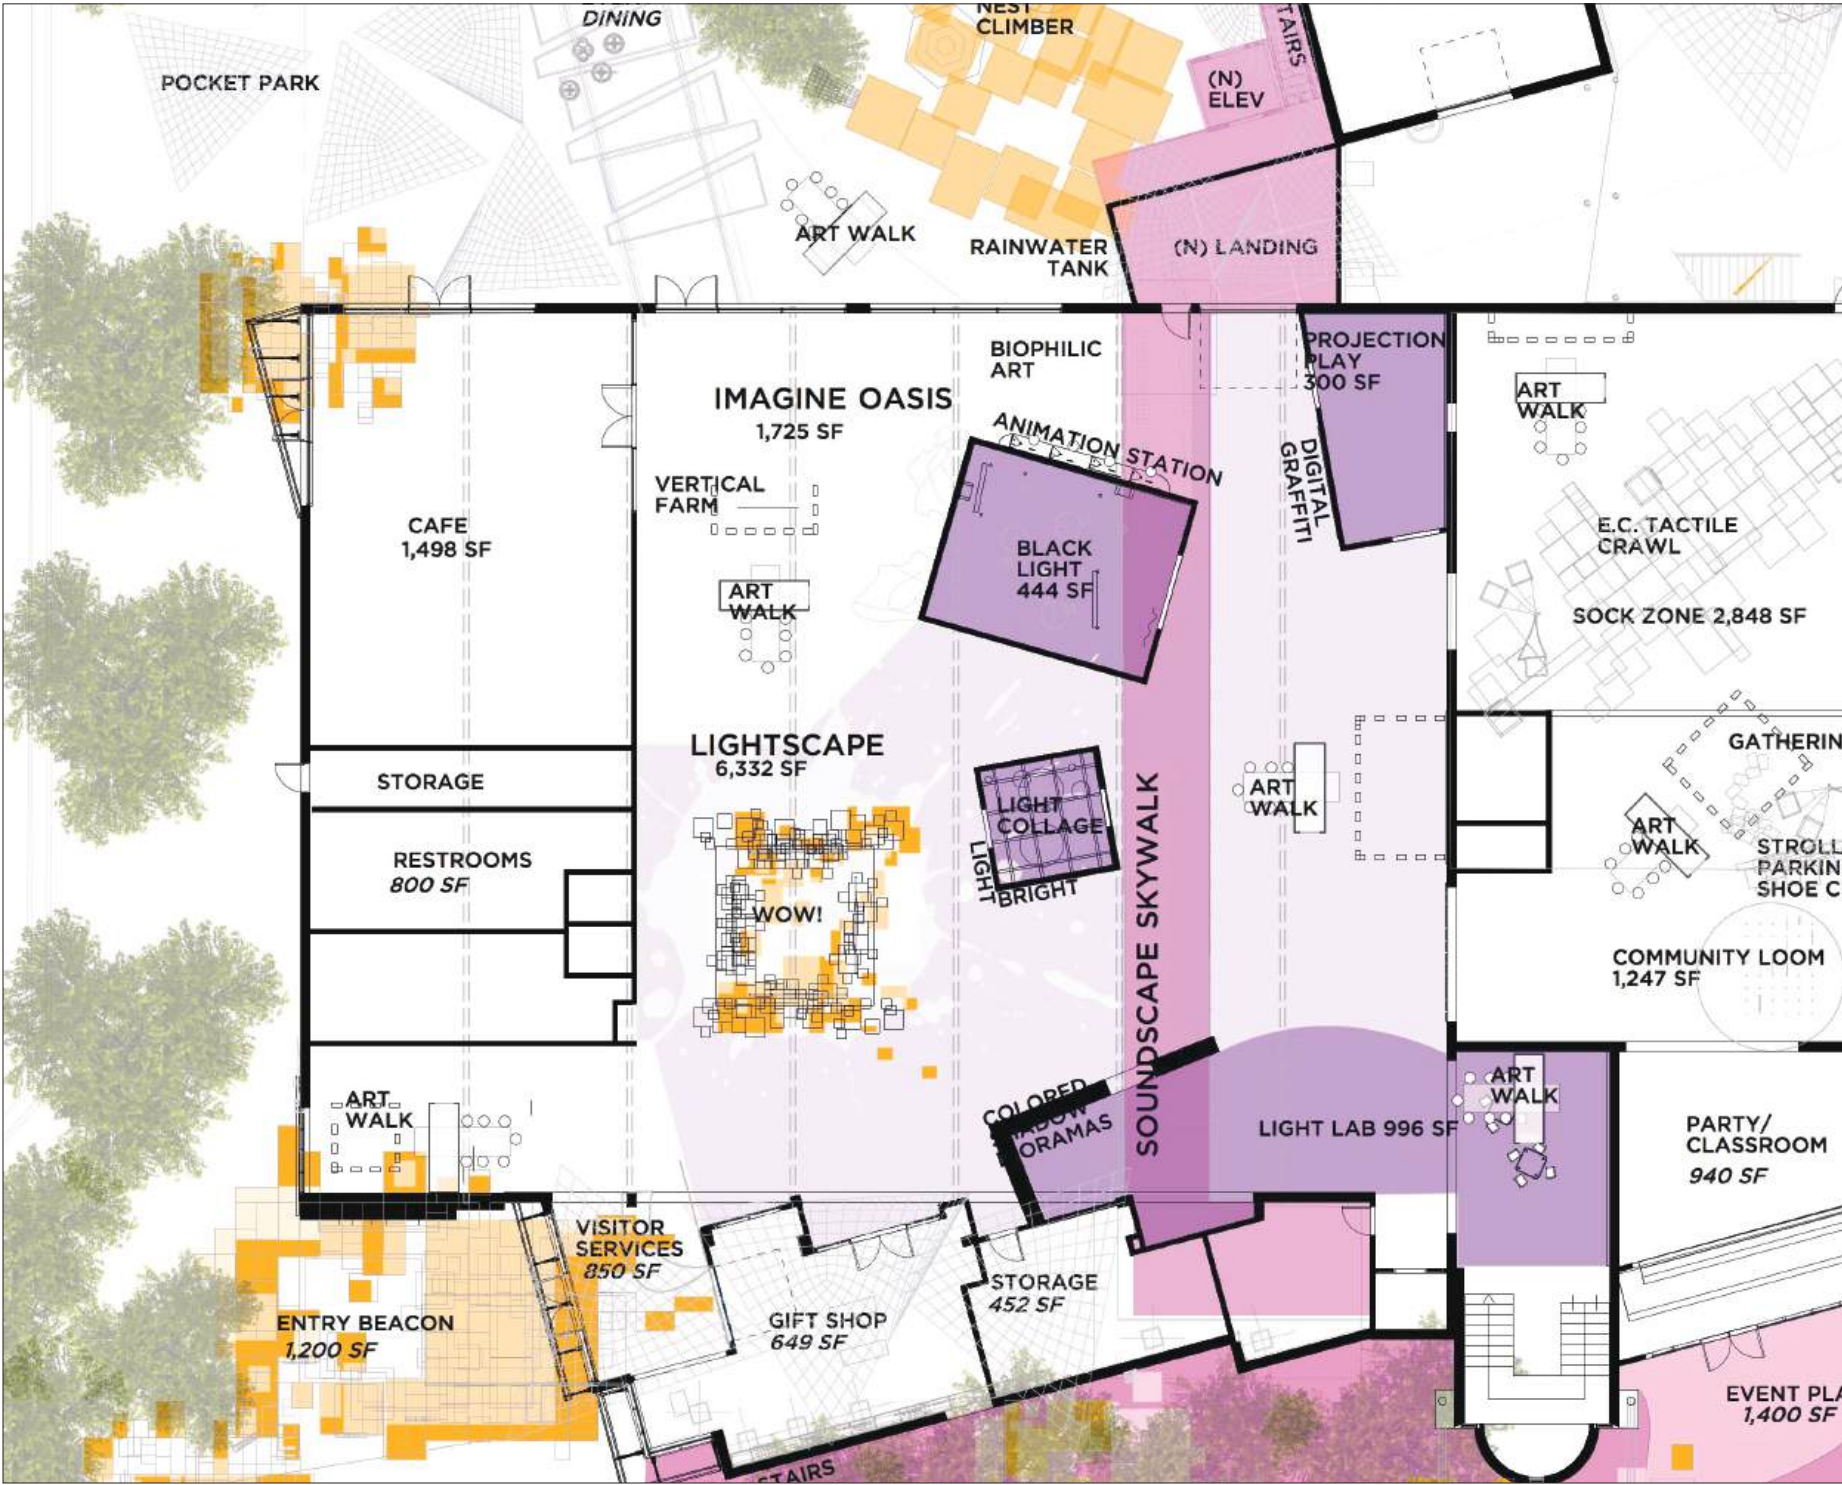 DINING
NEST
CLIMBER
STAIRS
POCKET PARK
(N)
ELEV
ART WALK
RAINWATER
TANK
(N) LANDING
BIOPHILIC
ART
PROJECTION
PLAY
300 SF
IMAGINE OASIS
1,725 SF
ANIMATION STATION
ART
WALK
DIGITAL
GRAFFITI
VERTICAL
FARM
CAFE
1,498 SF
BLACK
LIGHT
444 SF
E.C. TACTILE
CRAWL
ART
WALK
SOCK ZONE 2,848 SF
LIGHTSCAPE
6,332 SF
STORAGE
GATHERIN
LIGHT
COLLAGE
ART
WALK
SOUNDSCAPE SKYWALK
ART
WALK
STROLL
PARKIN
SHOE C
RESTROOMS
800 SF
LIGHT
BRIGHT
WOW!
COMMUNITY LOOM
1,247 SF
ART
WALK
COLORED
SHADOW
DIORAMAS
LIGHT LAB 996 SF
ART
WALK
PARTY/
CLASSROOM
940 SF
VISITOR
SERVICES
850 SF
STORAGE
452 SF
ENTRY BEACON
1,200 SF
GIFT SHOP
649 SF
EVENT PLA
1,400 SF
STAIRS